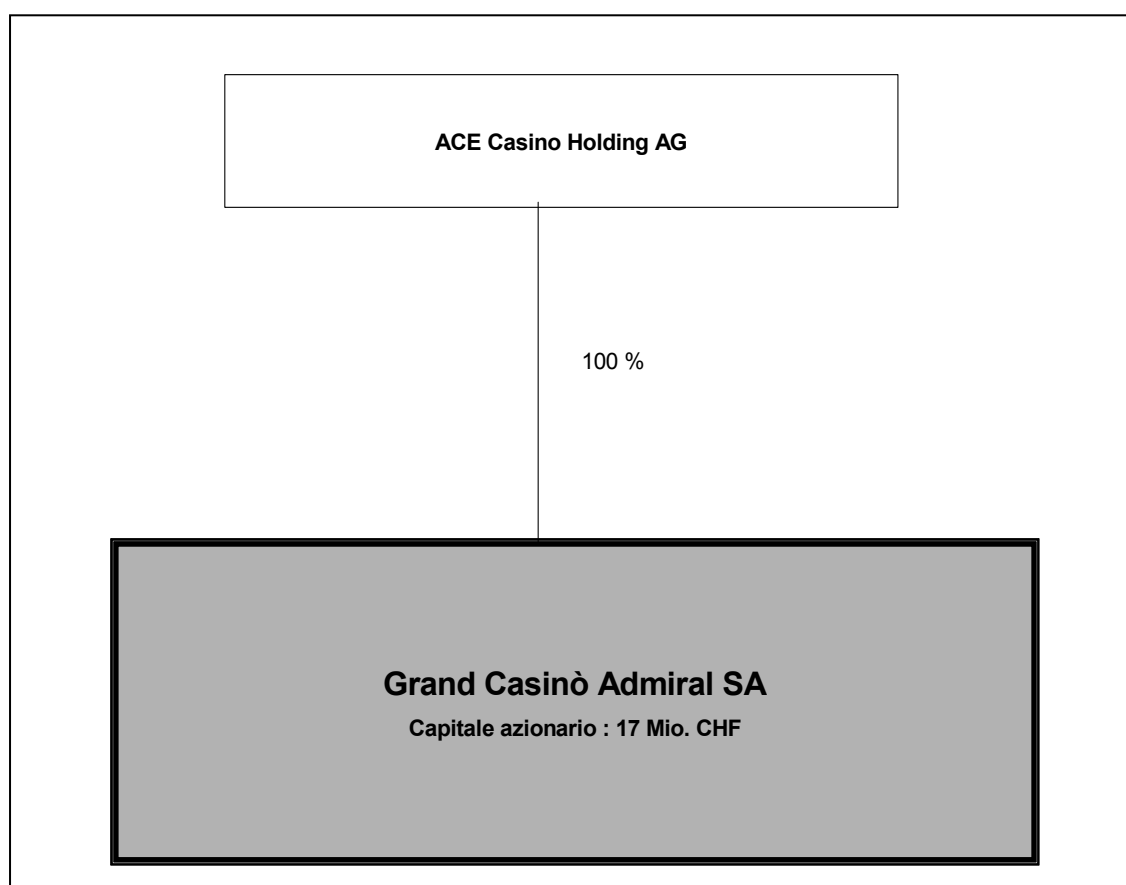 ACE Casino Holding AG
100 %
Grand Casinò Admiral SA
Capitale azionario : 17 Mio. CHF